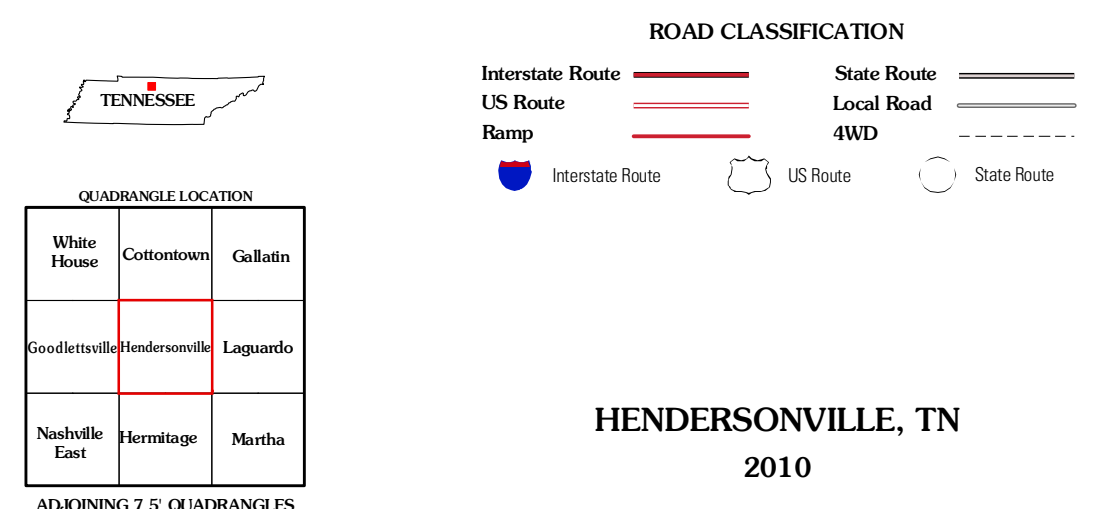 ROAD CLASSIFICATION
Interstate Route
State Route
US Route
Local Road
Ramp
4WD
Interstate Route
US Route
State Route
TENNESSEE
QUADRANGLE LOCATION
White
House
Cottontown
Gallatin
Goodlettsville
Hendersonville
Laguardo
Nashville
East
Hermitage
Martha
ADJOINING 7.5' QUADRANGLES
HENDERSONVILLE, TN
2010